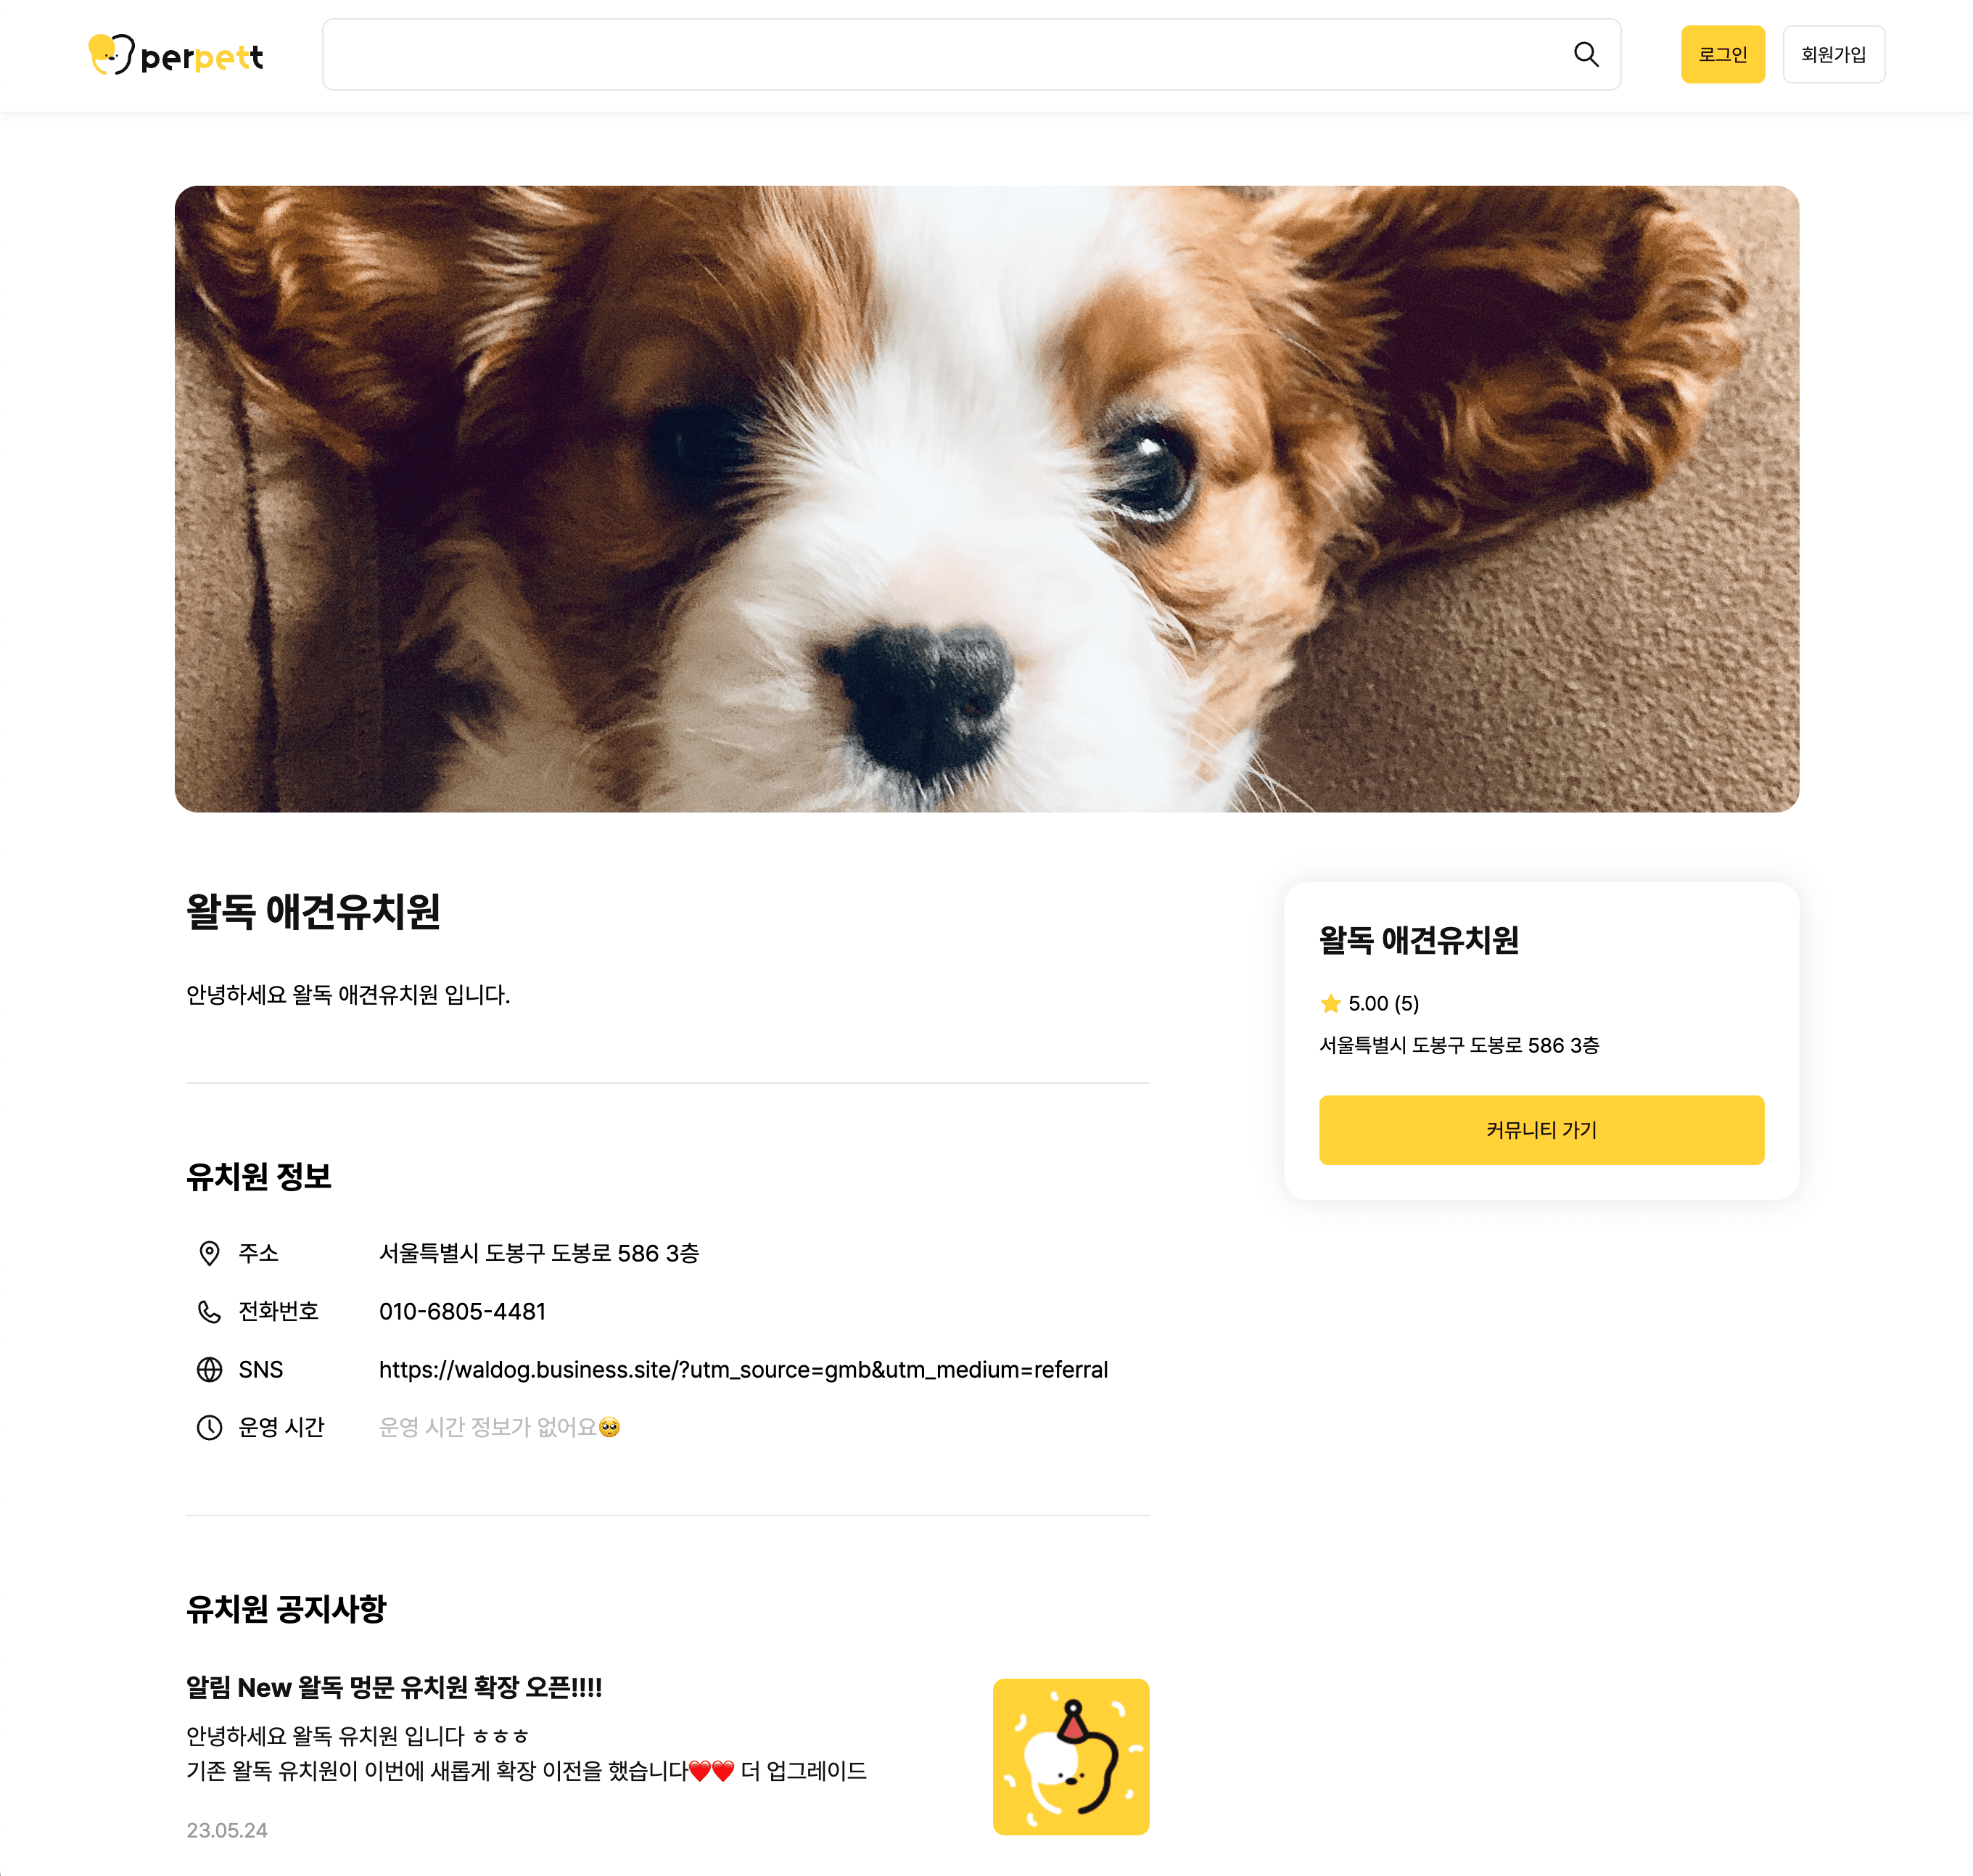 perpett
로그인
회원가입
왈독 애견유치원
안녕하세요 왈독 애견유치원 입니다.
왈독 애견유치원
5.00 (5)
서울특별시 도봉구 도봉로 586 3층
커뮤니티 가기
유치원 정보
주소 서울특별시 도봉구 도봉로 586 3층
전화번호 010-6805-4481
SNS https://waldog.business.site/?utm_source=gmb&utm_medium=referral
운영 시간 운영 시간 정보가 없어요🥺
유치원 공지사항
알림 New 왈독 멍문 유치원 확장 오픈!!!!
안녕하세요 왈독 유치원 입니다 ㅎㅎㅎ
기존 왈독 유치원이 이번에 새롭게 확장 이전을 했습니다❤️❤️ 더 업그레이드
23.05.24